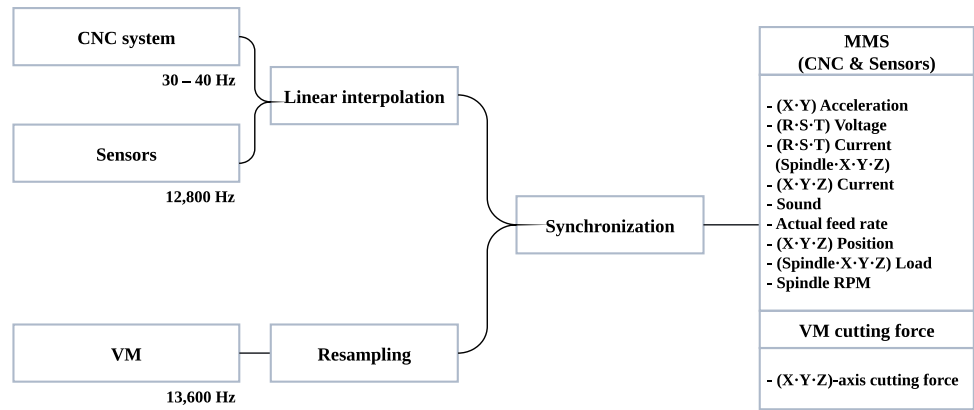 CNC system
30 – 40 Hz
Linear interpolation
Sensors
12,800 Hz
Synchronization
VM
13,600 Hz
Resampling
MMS
(CNC & Sensors)
- (X·Y) Acceleration
- (R·S·T) Voltage
- (R·S·T) Current
(Spindle·X·Y·Z)
- (X·Y·Z) Current
- Sound
- Actual feed rate
- (X·Y·Z) Position
- (Spindle·X·Y·Z) Load
- Spindle RPM
VM cutting force
- (X·Y·Z)-axis cutting force